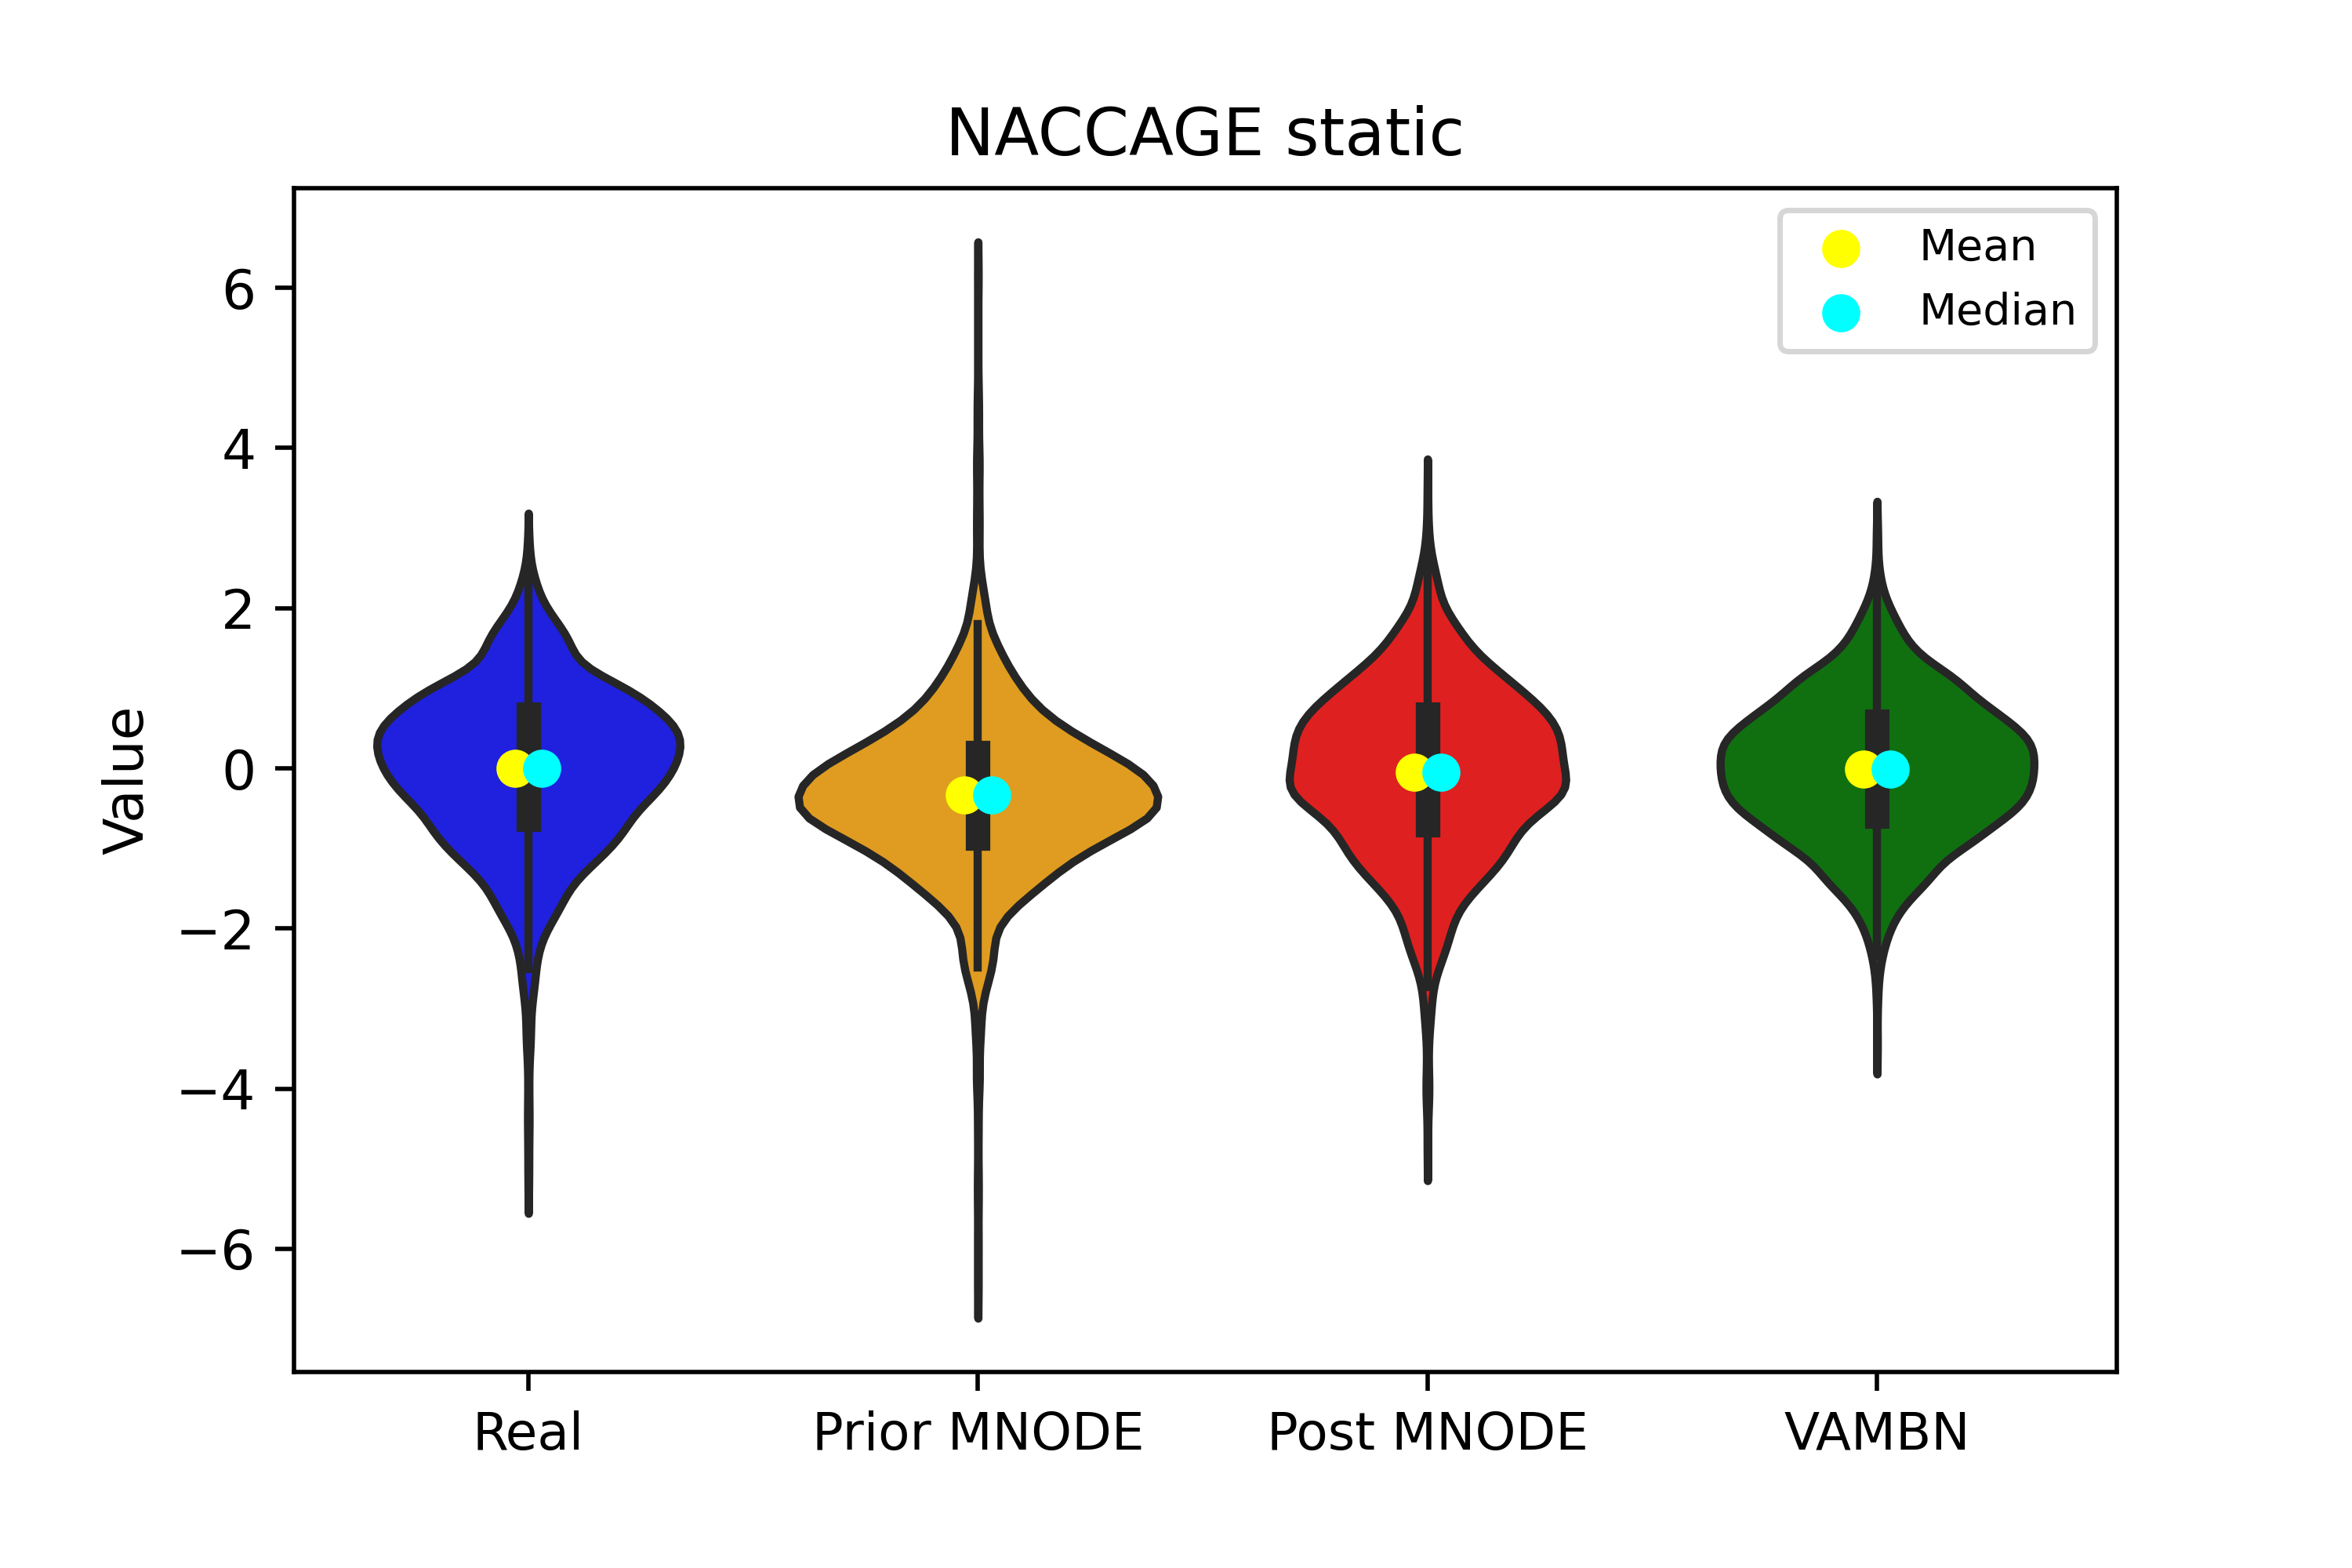 NACCAGE static
Mean
Median
Value
6
4
2
0
−2
−4
−6
Real
Prior MNODE
Post MNODE
VAMBN